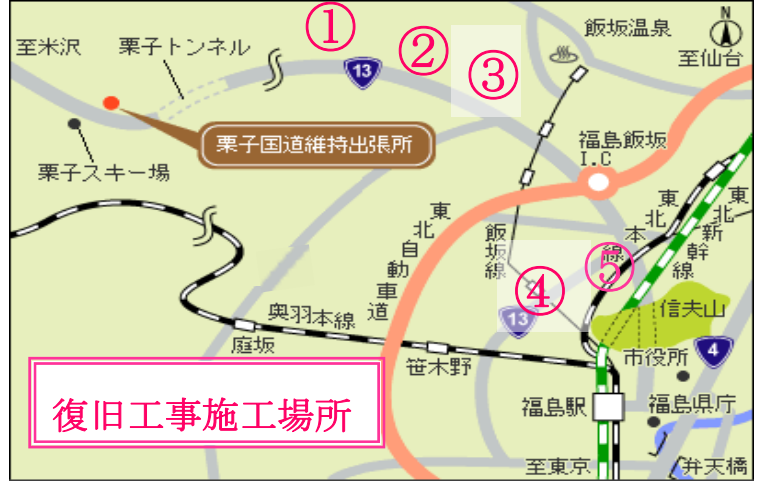 ①
②
③
N
飯坂温泉
至米沢
栗子トンネル
至仙台
13
栗子国道維持出張所
福島飯坂
I.C
栗子スキー場
東北自動車道
飯坂線
東北本線
東北新幹線
⑤
④
13
信夫山
奥羽本線
庭坂
笹木野
市役所
4
復旧工事施工場所
福島駅
福島県庁
至東京
弁天橋